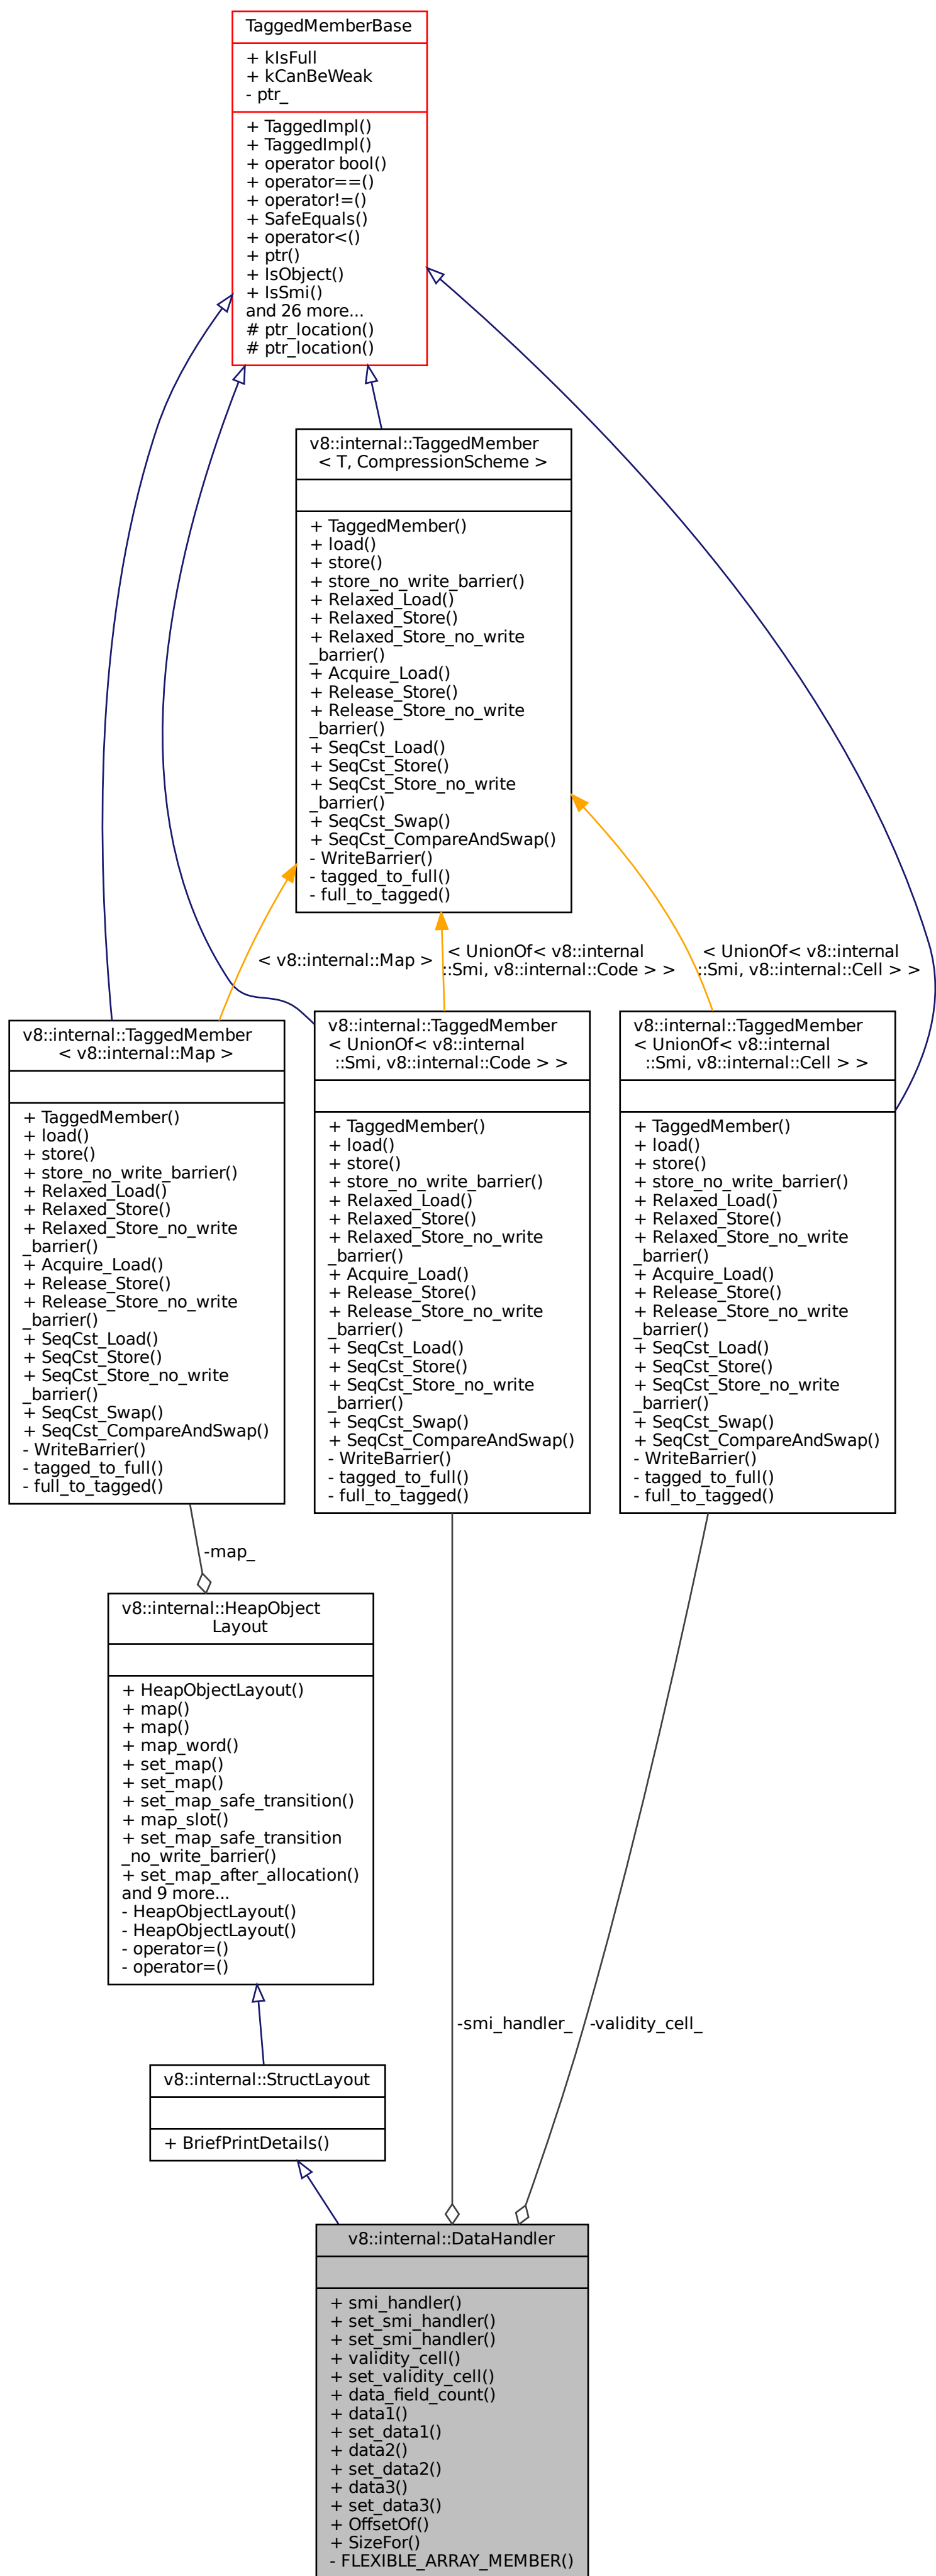 TaggedMemberBase
+ kIsFull
+ kCanBeWeak
- ptr_
+ TaggedImpl()
+ TaggedImpl()
+ operator bool()
+ operator==()
+ operator!=()
+ SafeEquals()
+ operator<()
+ ptr()
+ IsObject()
+ IsSmi()
and 26 more...
# ptr_location()
# ptr_location()
v8::internal::TaggedMember
< T, CompressionScheme >
+ TaggedMember()
+ load()
+ store()
+ store_no_write_barrier()
+ Relaxed_Load()
+ Relaxed_Store()
+ Relaxed_Store_no_write
_barrier()
+ Acquire_Load()
+ Release_Store()
+ Release_Store_no_write
_barrier()
+ SeqCst_Load()
+ SeqCst_Store()
+ SeqCst_Store_no_write
_barrier()
+ SeqCst_Swap()
+ SeqCst_CompareAndSwap()
- WriteBarrier()
- tagged_to_full()
- full_to_tagged()
< v8::internal::Map >
< UnionOf< v8::internal
::Smi, v8::internal::Code > >
< UnionOf< v8::internal
::Smi, v8::internal::Cell > >
v8::internal::TaggedMember
< v8::internal::Map >
+ TaggedMember()
+ load()
+ store()
+ store_no_write_barrier()
+ Relaxed_Load()
+ Relaxed_Store()
+ Relaxed_Store_no_write
_barrier()
+ Acquire_Load()
+ Release_Store()
+ Release_Store_no_write
_barrier()
+ SeqCst_Load()
+ SeqCst_Store()
+ SeqCst_Store_no_write
_barrier()
+ SeqCst_Swap()
+ SeqCst_CompareAndSwap()
- WriteBarrier()
- tagged_to_full()
- full_to_tagged()
v8::internal::TaggedMember
< UnionOf< v8::internal
::Smi, v8::internal::Code > >
+ TaggedMember()
+ load()
+ store()
+ store_no_write_barrier()
+ Relaxed_Load()
+ Relaxed_Store()
+ Relaxed_Store_no_write
_barrier()
+ Acquire_Load()
+ Release_Store()
+ Release_Store_no_write
_barrier()
+ SeqCst_Load()
+ SeqCst_Store()
+ SeqCst_Store_no_write
_barrier()
+ SeqCst_Swap()
+ SeqCst_CompareAndSwap()
- WriteBarrier()
- tagged_to_full()
- full_to_tagged()
v8::internal::TaggedMember
< UnionOf< v8::internal
::Smi, v8::internal::Cell > >
+ TaggedMember()
+ load()
+ store()
+ store_no_write_barrier()
+ Relaxed_Load()
+ Relaxed_Store()
+ Relaxed_Store_no_write
_barrier()
+ Acquire_Load()
+ Release_Store()
+ Release_Store_no_write
_barrier()
+ SeqCst_Load()
+ SeqCst_Store()
+ SeqCst_Store_no_write
_barrier()
+ SeqCst_Swap()
+ SeqCst_CompareAndSwap()
- WriteBarrier()
- tagged_to_full()
- full_to_tagged()
-map_
v8::internal::HeapObject
Layout
+ HeapObjectLayout()
+ map()
+ map()
+ map_word()
+ set_map()
+ set_map()
+ set_map_safe_transition()
+ map_slot()
+ set_map_safe_transition
_no_write_barrier()
+ set_map_after_allocation()
and 9 more...
- HeapObjectLayout()
- HeapObjectLayout()
- operator=()
- operator=()
-smi_handler_
-validity_cell_
v8::internal::StructLayout
+ BriefPrintDetails()
v8::internal::DataHandler
+ smi_handler()
+ set_smi_handler()
+ set_smi_handler()
+ validity_cell()
+ set_validity_cell()
+ data_field_count()
+ data1()
+ set_data1()
+ data2()
+ set_data2()
+ data3()
+ set_data3()
+ OffsetOf()
+ SizeFor()
- FLEXIBLE_ARRAY_MEMBER()